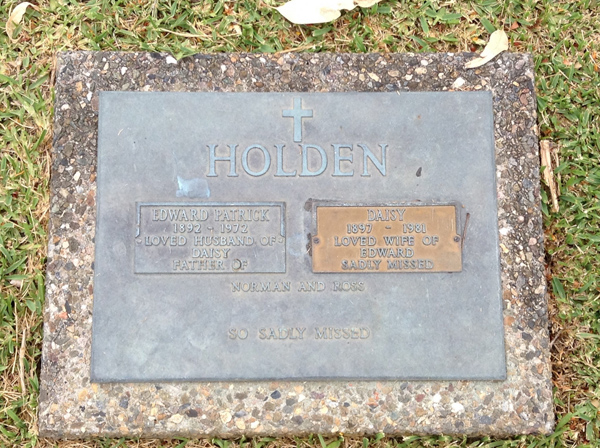 HOLDEN
EDWARD PATRICK
1892 ~ 1972
LOVED HUSBAND OF
DAISY
FATHER OF
DAISY
1897 ~ 1981
LOVED WIFE OF
EDWARD
SADLY MISSED
NORMAN AND ROSS
SO SADLY MISSED